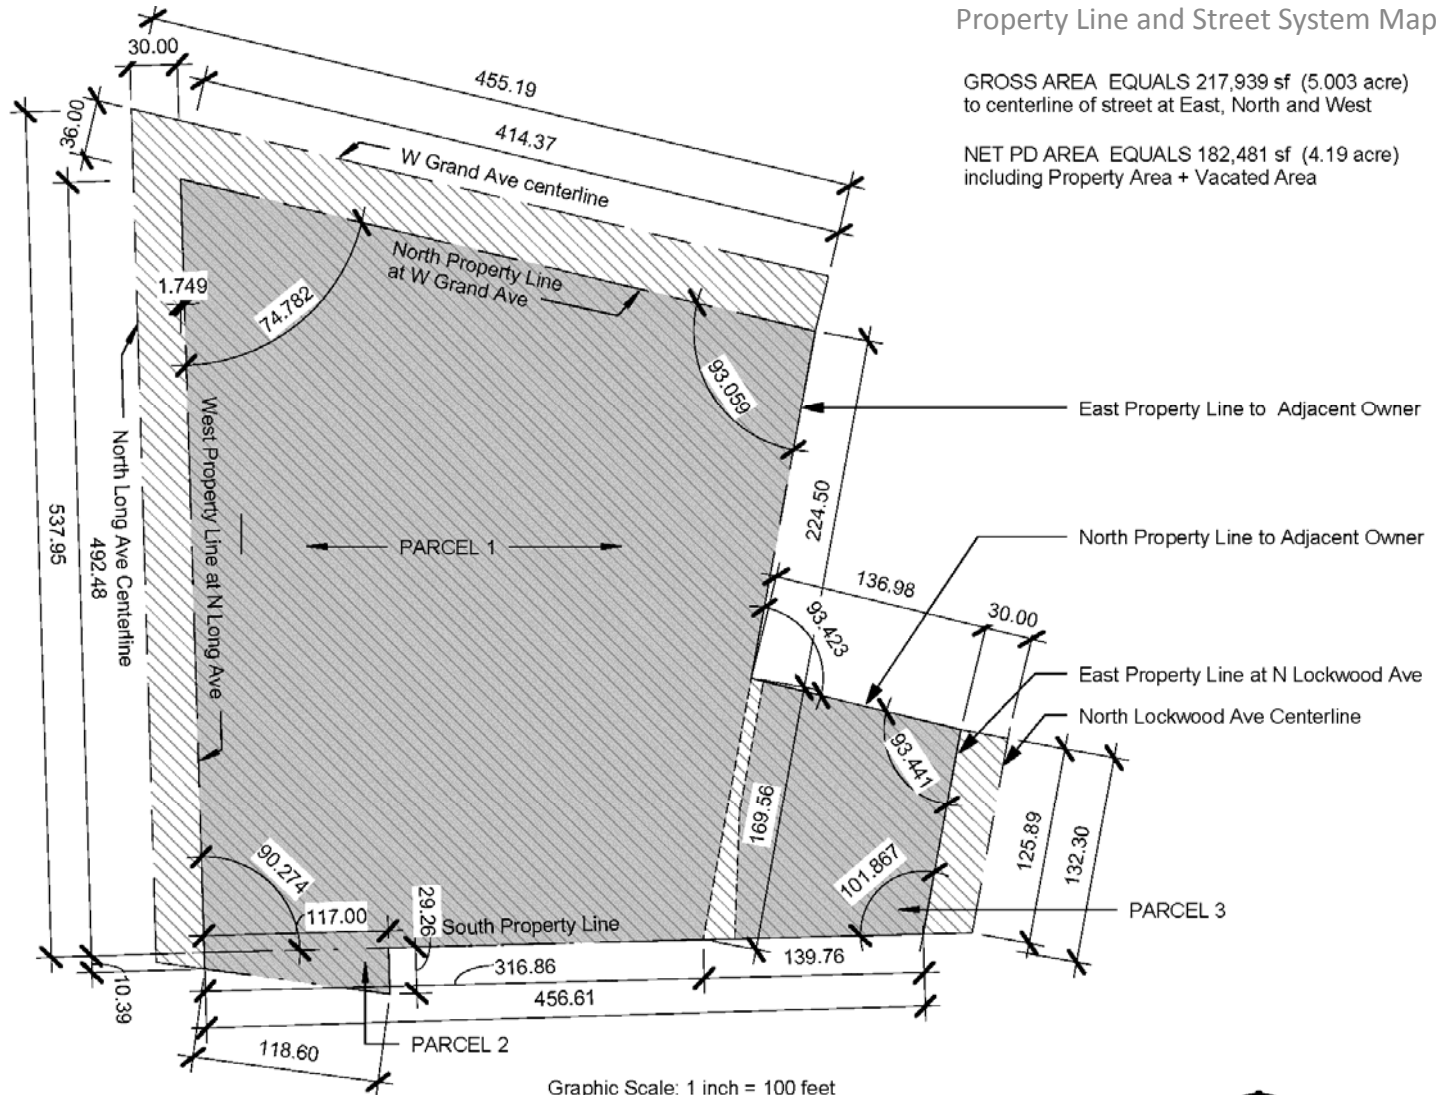 Property Line and Street System Map
GROSS AREA EQUALS 217,939 sf (5.003 acre)
to centerline of street at East, North and West
NET PD AREA EQUALS 182,481 sf (4.19 acre)
including Property Area + Vacated Area
30.00
455.19
36.00
414.37
W Grand Ave centerline
North Property Line
at W Grand Ave
1.749
74.782
93.059
East Property Line to Adjacent Owner
West Property Line at N Long Ave
North Long Ave Centerline
537.95
492.48
224.50
PARCEL 1
North Property Line to Adjacent Owner
136.98
30.00
93.423
East Property Line at N Lockwood Ave
North Lockwood Ave Centerline
93.441
169.56
125.89
132.30
101.867
90.274
117.00
29.26
South Property Line
PARCEL 3
139.76
316.86
456.61
10.39
118.60
PARCEL 2
Graphic Scale: 1 inch = 100 feet